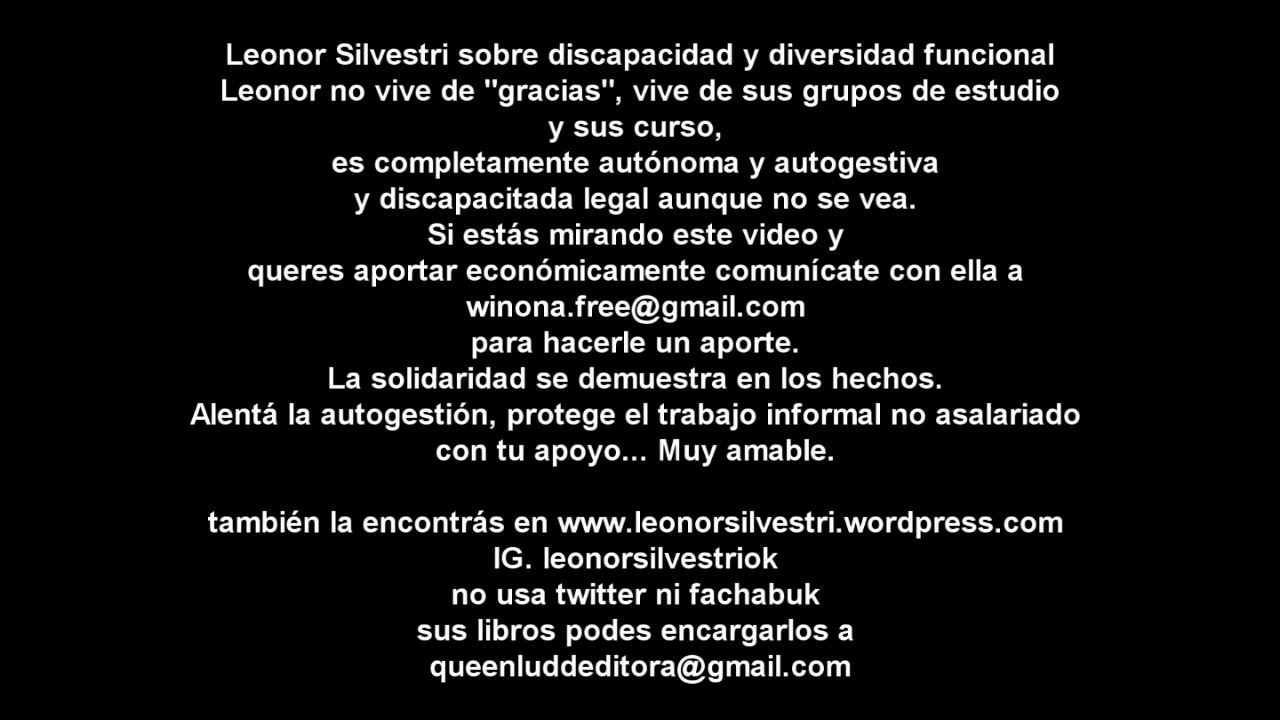 Leonor Silvestri sobre discapacidad y diversidad funcional
Leonor no vive de "gracias", vive de sus grupos de estudio
y sus curso,
es completamente autónoma y autogestiva
y discapacitada legal aunque no se vea.
Si estás mirando este video y
queres aportar económicamente comunícate con ella a
winona.free@gmail.com
para hacerle un aporte.
La solidaridad se demuestra en los hechos.
Alentá la autogestión, protege el trabajo informal no asalariado
con tu apoyo... Muy amable.
también la encontrás en www.leonorsilvestri.wordpress.com
IG. leonorsilvestriok
no usa twitter ni fachabuk
sus libros podes encargarlos a
queenluddeditora@gmail.com